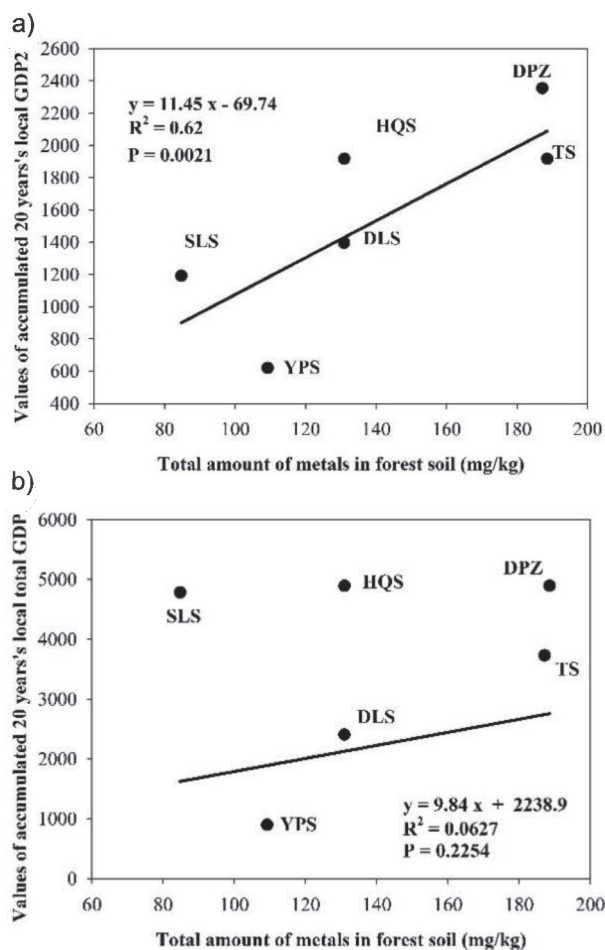 a)
2600
2400
2200
2000
1800
1600
1400
1200
1000
800
600
400
60 80 100 120 140 160 180 200
Values of accumulated 20 years's local GDP2
y = 11.45 x - 69.74
R² = 0.62
P = 0.0021
DPZ
HQS
TS
SLS
DLS
YPS
Total amount of metals in forest soil (mg/kg)
b)
6000
5000
4000
3000
2000
1000
0
60 80 100 120 140 160 180 200
Values of accumulated 20 years's local total GDP
SLS
HQS
DPZ
TS
DLS
YPS
y = 9.84 x + 2238.9
R² = 0.0627
P = 0.2254
Total amount of metals in forest soil (mg/kg)